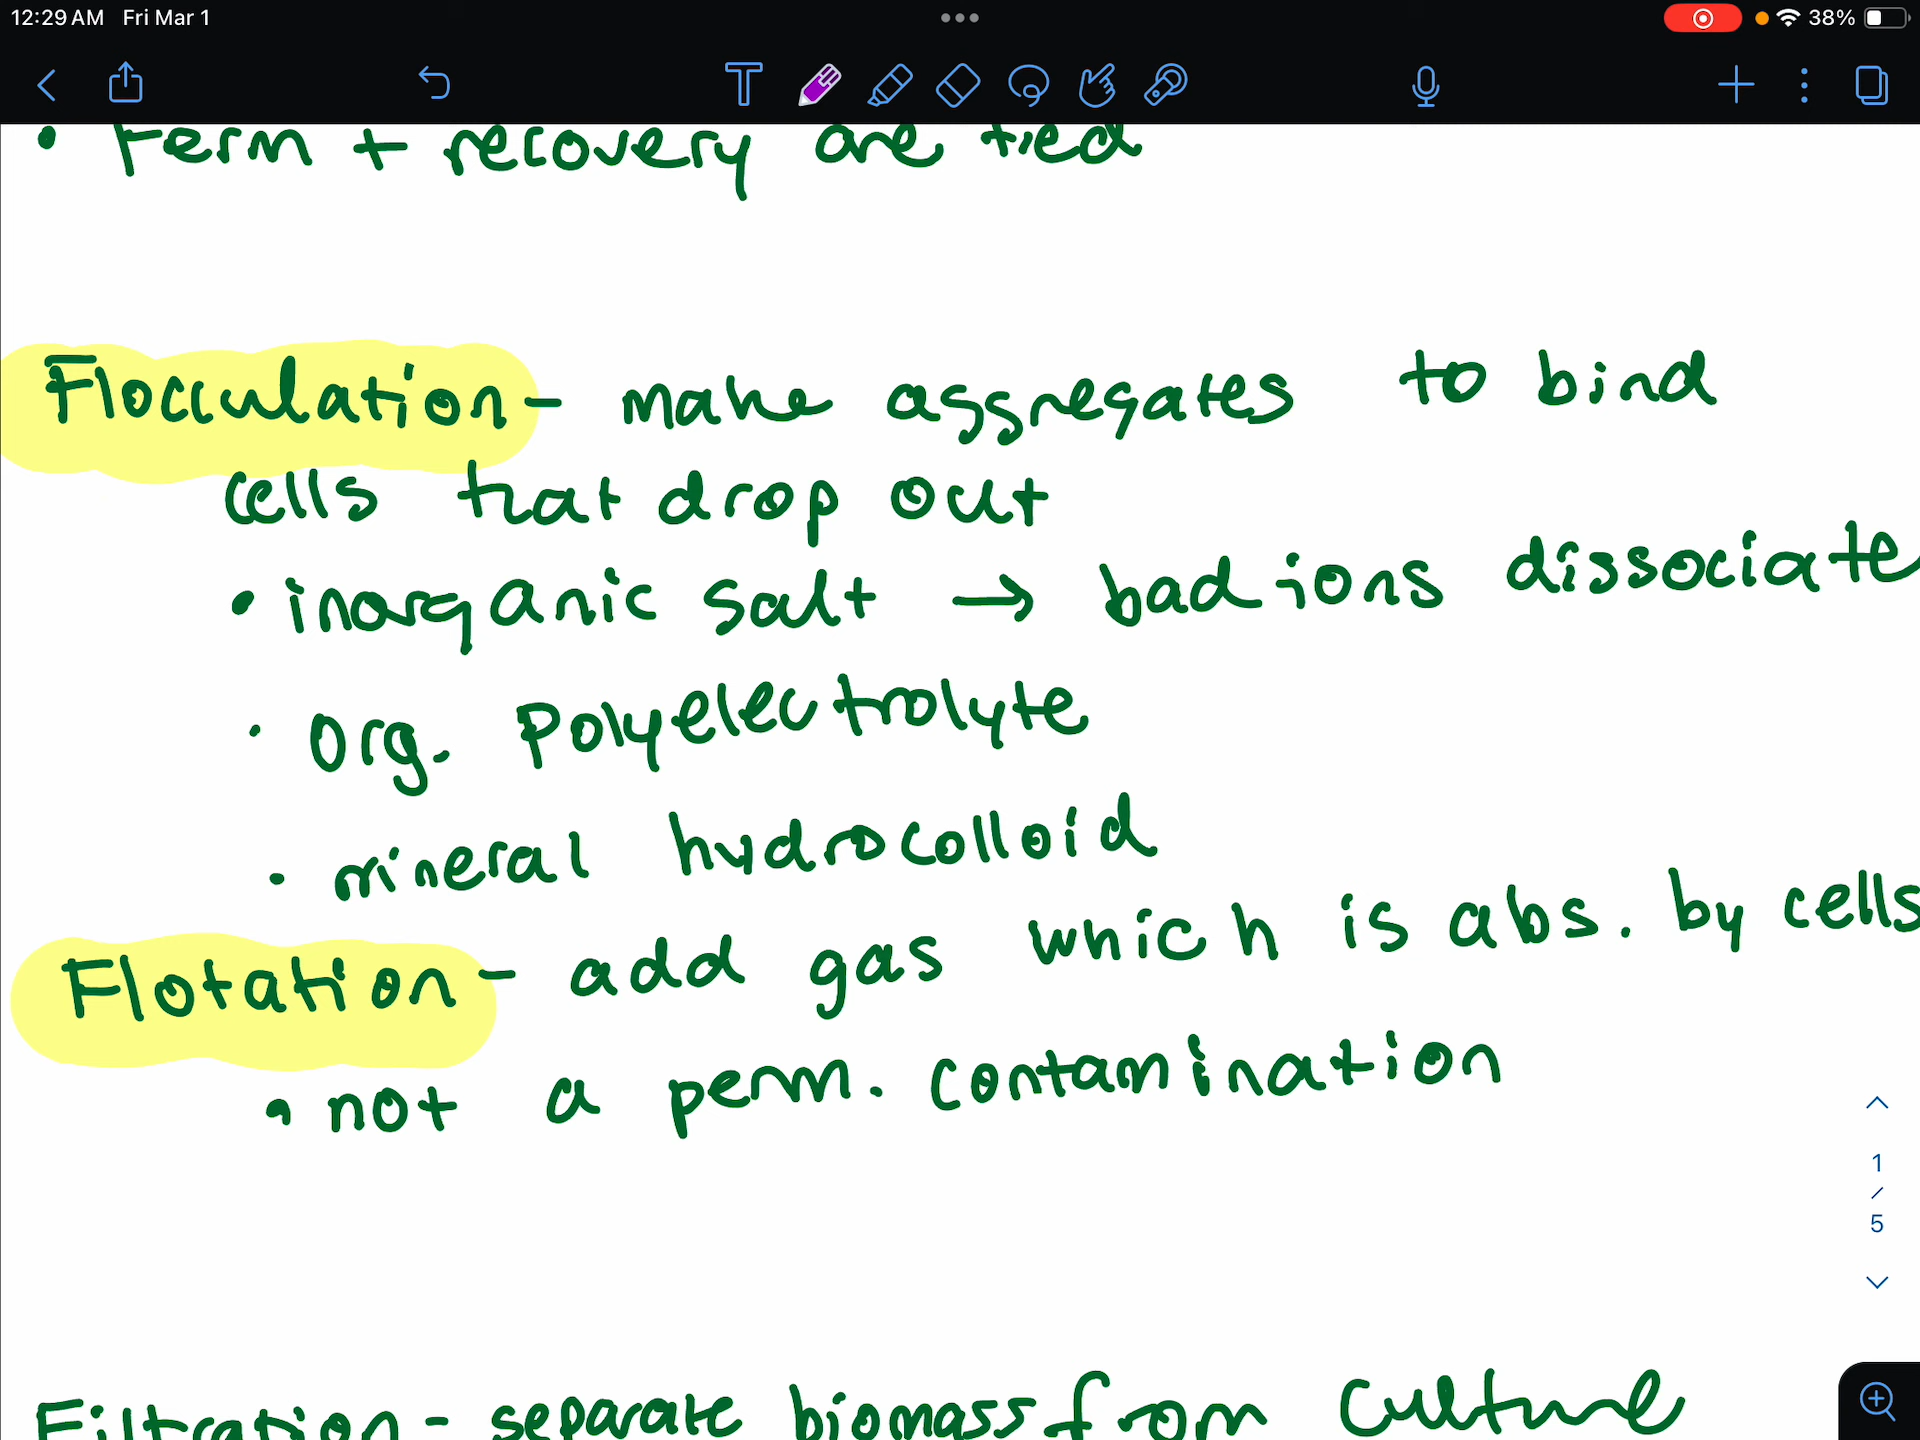 12:29 AM Fri Mar 1
38%
• Ferm + recovery are tied
Flocculation - make aggregates to bind
cells that drop out
• inorganic salt → bad ions dissociate
• Org. Polyelectrolyte
• mineral hydrocolloid
Flotation - add gas which is abs. by cells
• not a perm. contamination
1
/
5
Filtration - separate biomass from culture